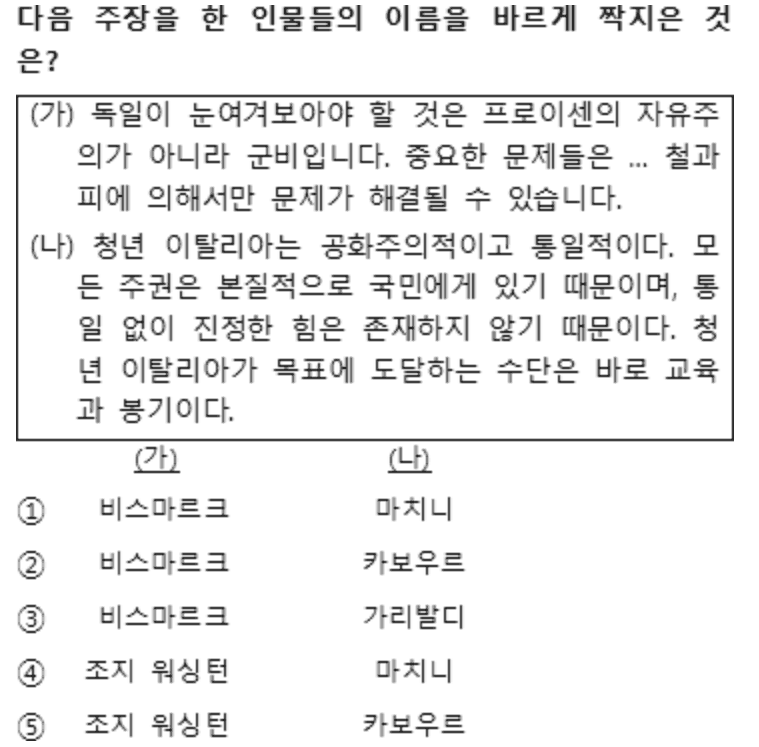 다음 주장을 한 인물들의 이름을 바르게 짝지은 것
은?
(가) 독일이 눈여겨보아야 할 것은 프로이센의 자유주
의가 아니라 군비입니다. 중요한 문제들은 ... 철과
피에 의해서만 문제가 해결될 수 있습니다.
(나) 청년 이탈리아는 공화주의적이고 통일적이다. 모
든 주권은 본질적으로 국민에게 있기 때문이며, 통
일 없이 진정한 힘은 존재하지 않기 때문이다. 청
년 이탈리아가 목표에 도달하는 수단은 바로 교육
과 봉기이다.
(가) (나)
① 비스마르크 마치니
② 비스마르크 카보우르
③ 비스마르크 가리발디
④ 조지 워싱턴 마치니
⑤ 조지 워싱턴 카보우르